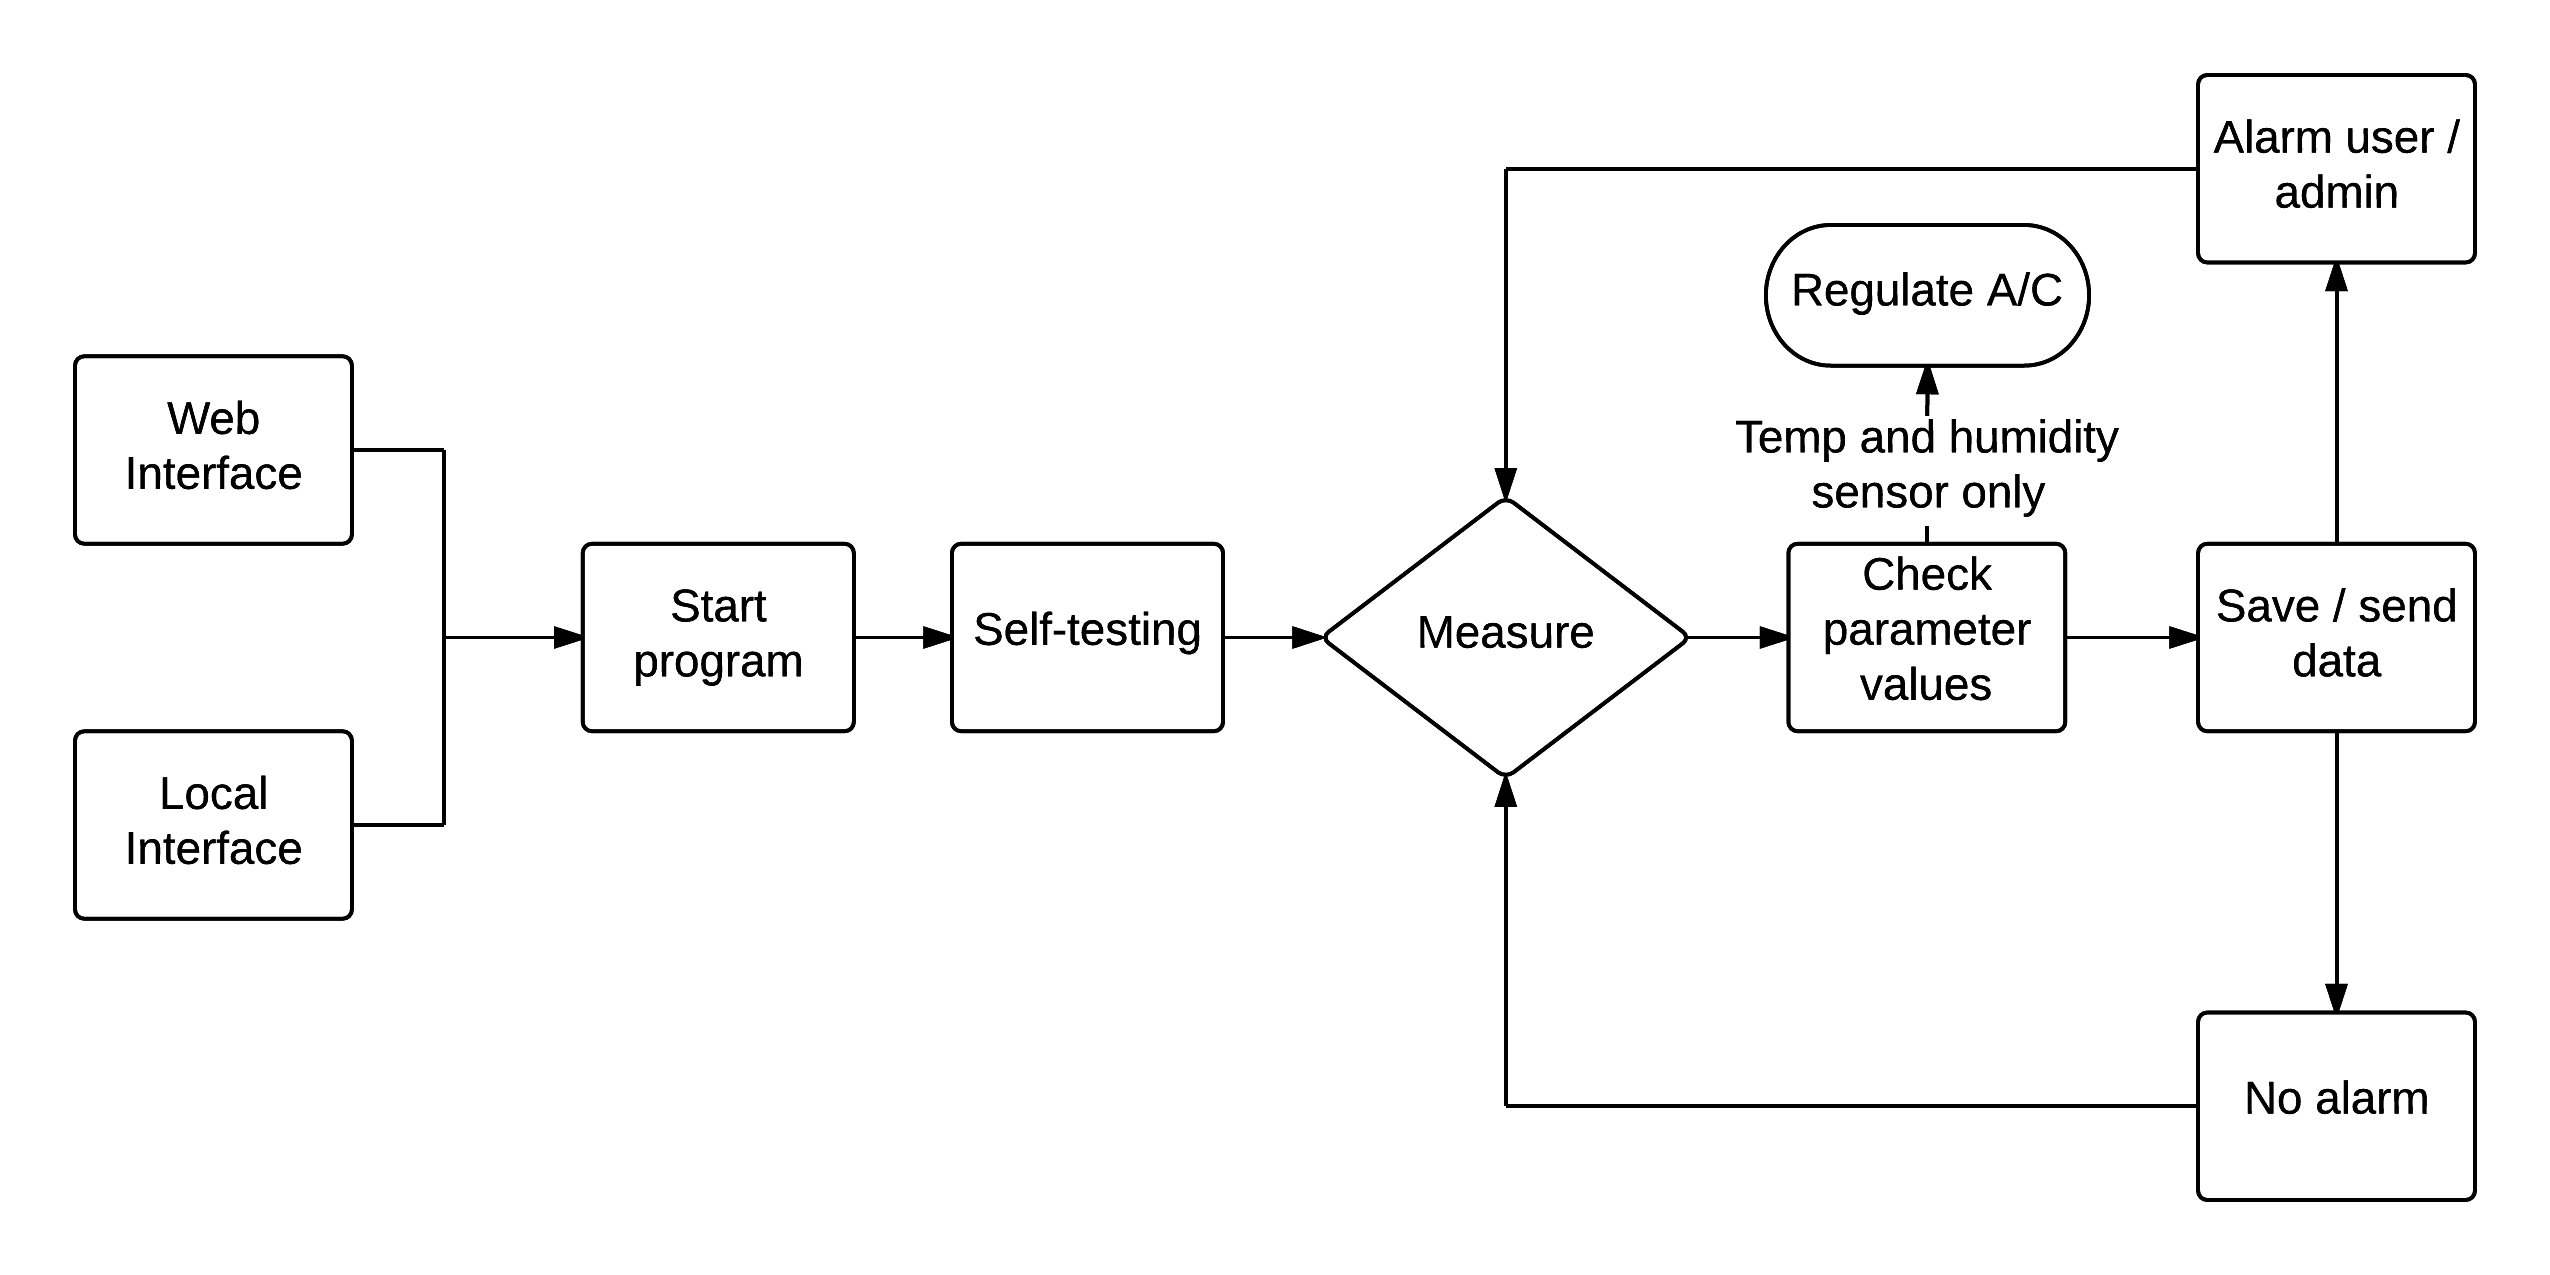 Web
Interface
Local
Interface
Start
program
Self-testing
Measure
Regulate A/C
Temp and humidity
sensor only
Check
parameter
values
Alarm user /
admin
Save / send
data
No alarm